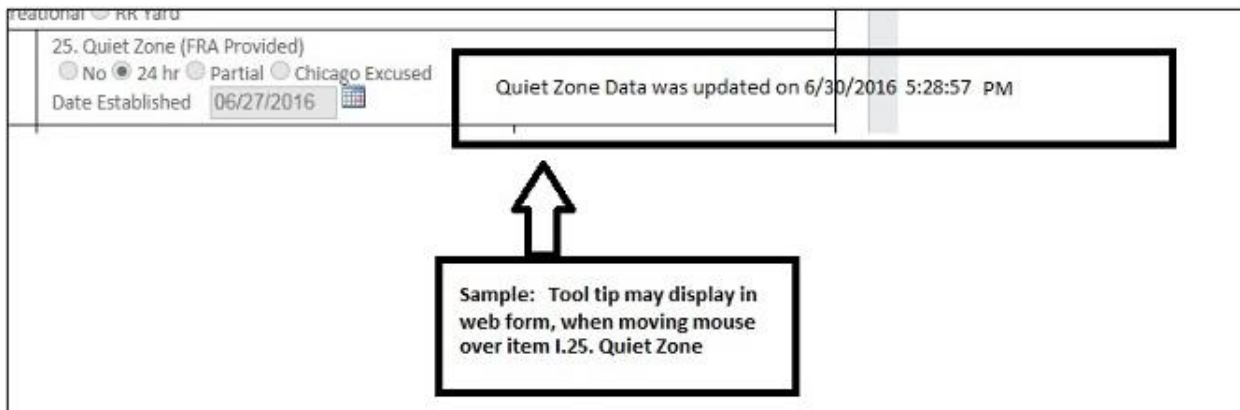 RR Yard
25. Quiet Zone (FRA Provided)
No 24 hr Partial Chicago Excused
Date Established 06/27/2016
Quiet Zone Data was updated on 6/30/2016 5:28:57 PM
Sample: Tool tip may display in
web form, when moving mouse
over item I.25. Quiet Zone